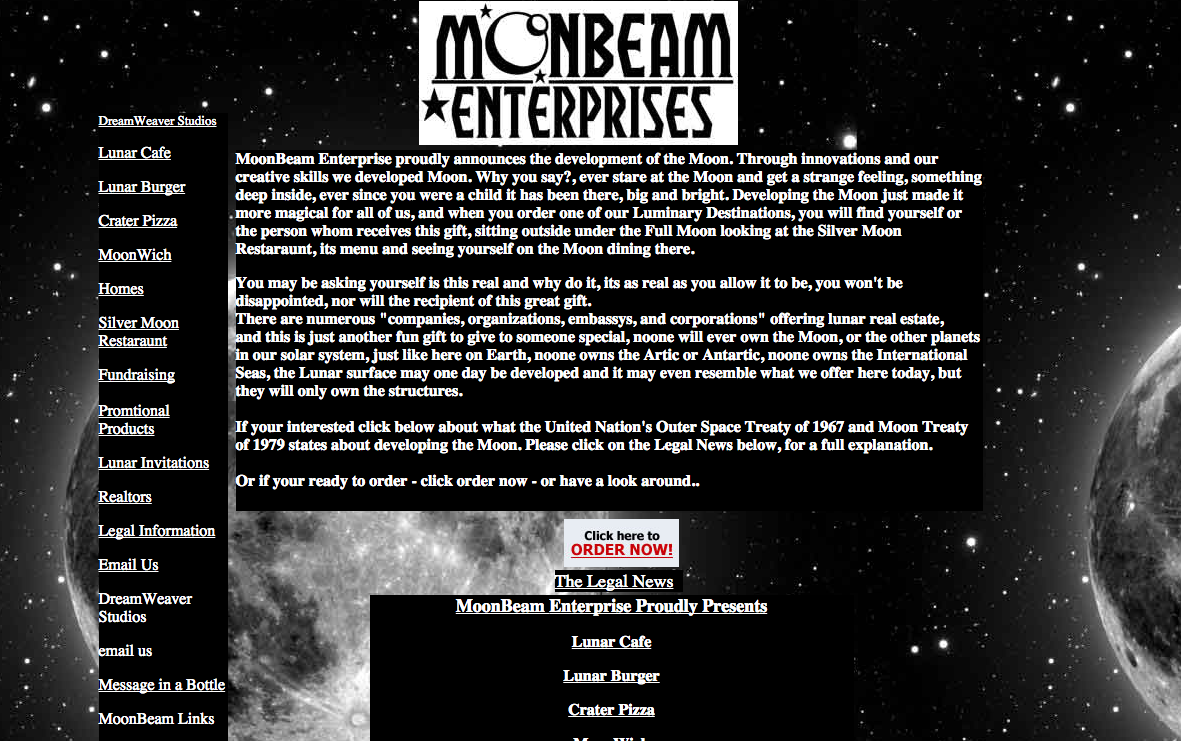 MOONBEAM
ENTERPRISES
DreamWeaver Studios
Lunar Cafe
Lunar Burger
Crater Pizza
MoonWich
Homes
Silver Moon
Restaraunt
Fundraising
Promtional
Products
Lunar Invitations
Realtors
Legal Information
Email Us
DreamWeaver
Studios
email us
Message in a Bottle
MoonBeam Links
MoonBeam Enterprise proudly announces the development of the Moon. Through innovations and our
creative skills we developed Moon. Why you say?, ever stare at the Moon and get a strange feeling, something
deep inside, ever since you were a child it has been there, big and bright. Developing the Moon just made it
more magical for all of us, and when you order one of our Luminary Destinations, you will find yourself or
the person whom receives this gift, sitting outside under the Full Moon looking at the Silver Moon
Restaraunt, its menu and seeing yourself on the Moon dining there.
You may be asking yourself is this real and why do it, its as real as you allow it to be, you won't be
disappointed, nor will the recipient of this great gift.
There are numerous "companies, organizations, embassys, and corporations" offering lunar real estate,
and this is just another fun gift to give to someone special, noone will ever own the Moon, or the other planets
in our solar system, just like here on Earth, noone owns the Artic or Antartic, noone owns the International
Seas, the Lunar surface may one day be developed and it may even resemble what we offer here today, but
they will only own the structures.
If your interested click below about what the United Nation's Outer Space Treaty of 1967 and Moon Treaty
of 1979 states about developing the Moon. Please click on the Legal News below, for a full explanation.
Or if your ready to order - click order now - or have a look around..
Click here to
ORDER NOW!
The Legal News
MoonBeam Enterprise Proudly Presents
Lunar Cafe
Lunar Burger
Crater Pizza